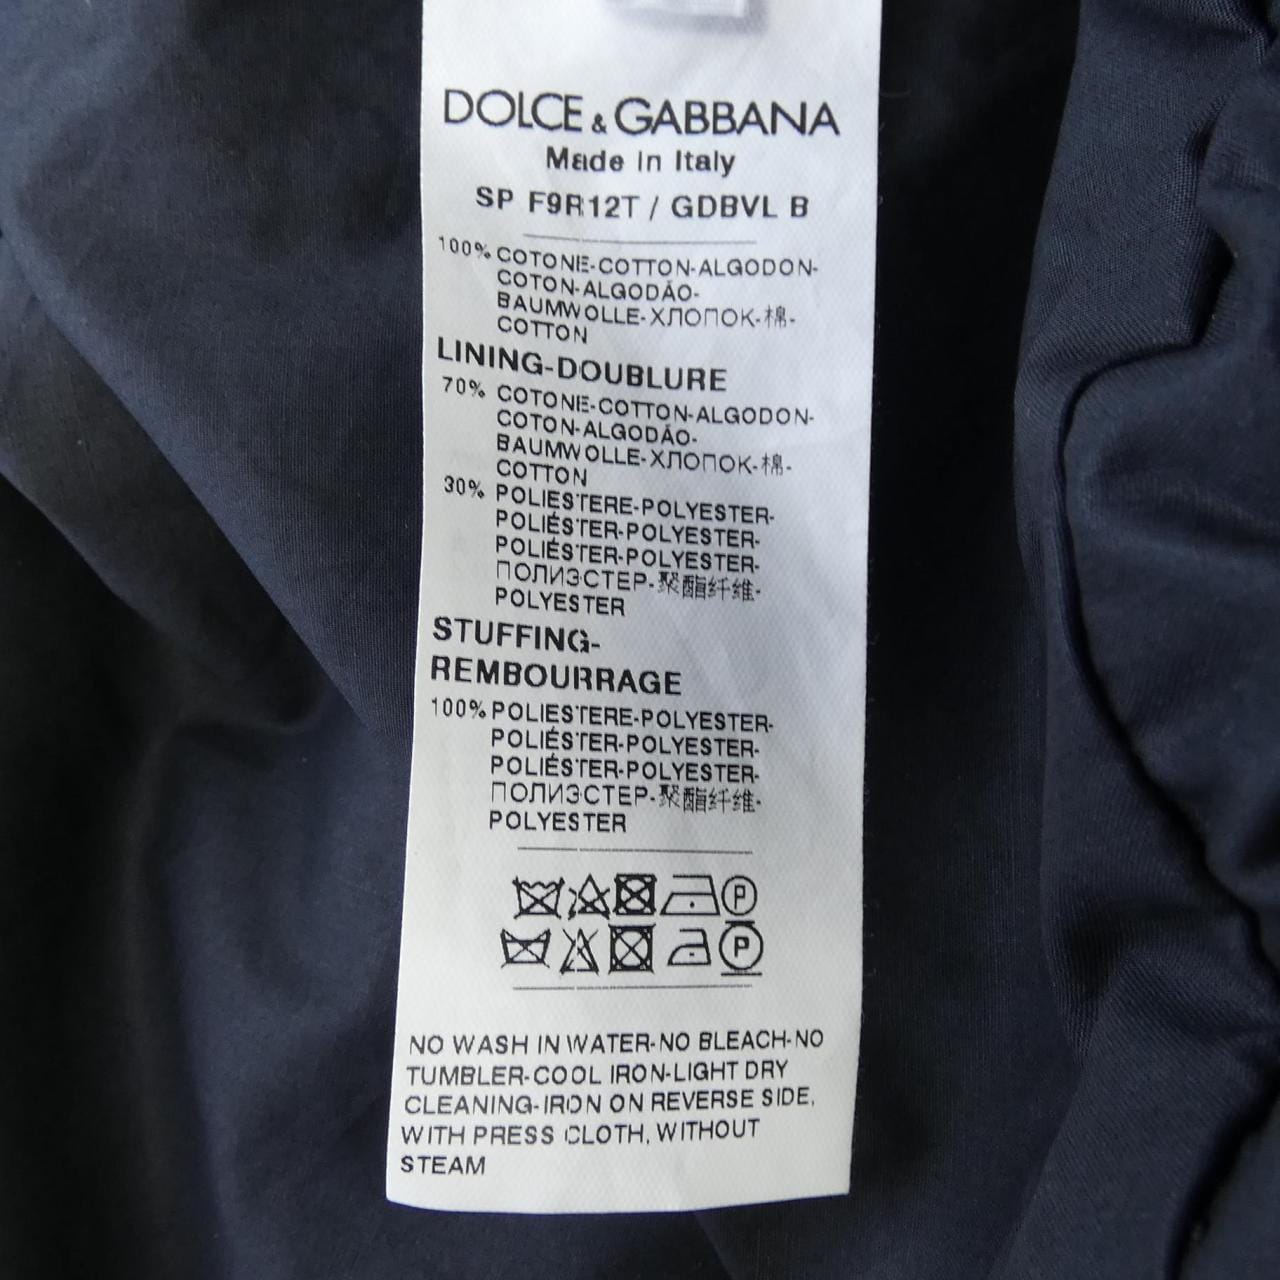 DOLCE & GABBANA
Made in Italy
SP F9R12T / GDBVL B
100% COTONE-COTTON-ALGODON-
COTON-ALGODÃO-
BAUMWOLLE-ХЛОПОК-棉-
COTTON
LINING-DOUBLURE
70% COTONE-COTTON-ALGODON-
COTON-ALGODÃO-
BAUMWOLLE-ХЛОПОК-棉-
COTTON
30% POLIESTERE-POLYESTER-
POLIÉSTER-POLYESTER-
POLIÉSTER-POLYESTER-
ПОЛИЭСТЕР-聚酯纤维-
POLYESTER
STUFFING-
REMBOURRAGE
100% POLIESTERE-POLYESTER-
POLIÉSTER-POLYESTER-
POLIÉSTER-POLYESTER-
ПОЛИЭСТЕР-聚酯纤维-
POLYESTER
P
P
NO WASH IN WATER-NO BLEACH-NO
TUMBLER-COOL IRON-LIGHT DRY
CLEANING-IRON ON REVERSE SIDE,
WITH PRESS CLOTH, WITHOUT
STEAM